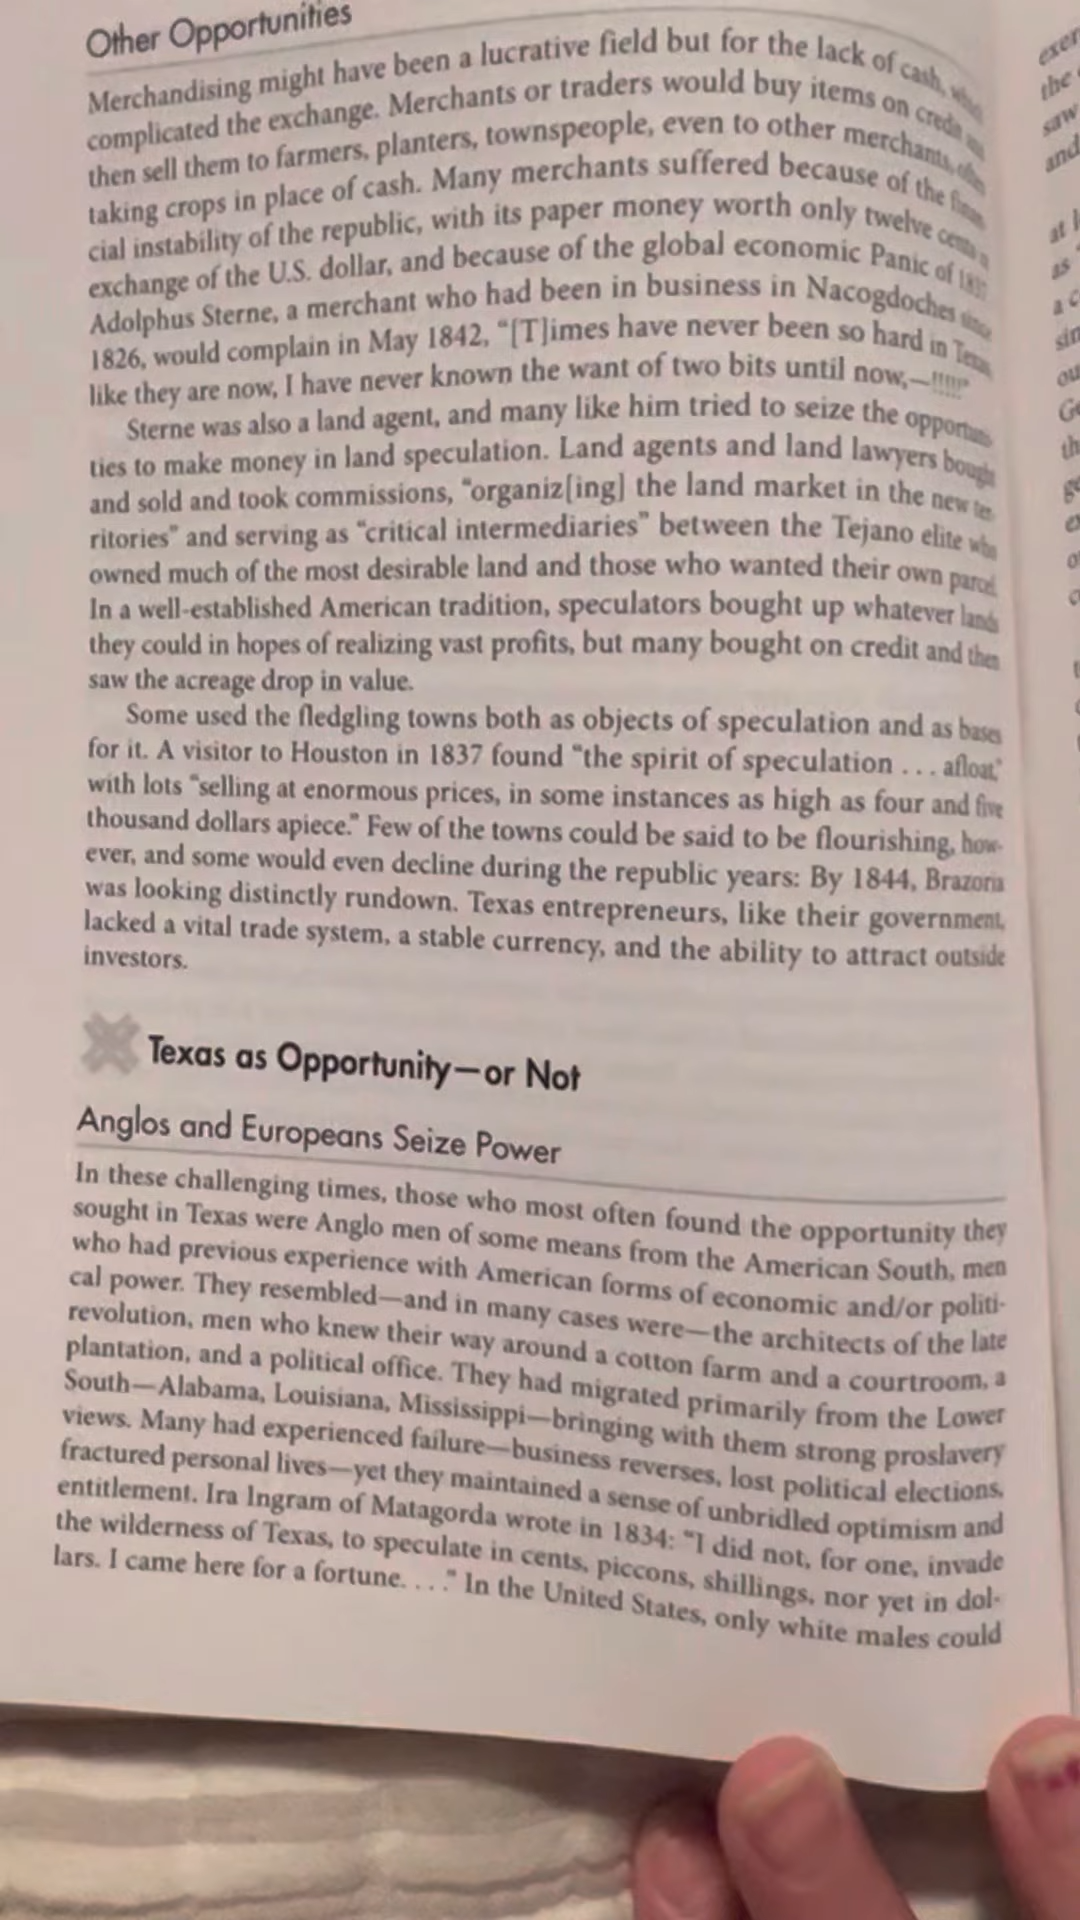 Other Opportunities
Merchandising might have been a lucrative field but for the lack of cash, which
complicated the exchange. Merchants or traders would buy items on credit and
then sell them to farmers, planters, townspeople, even to other merchants, often
taking crops in place of cash. Many merchants suffered because of the finan-
cial instability of the republic, with its paper money worth only twelve cents in
exchange of the U.S. dollar, and because of the global economic Panic of 1837.
Adolphus Sterne, a merchant who had been in business in Nacogdoches since
1826, would complain in May 1842, “[T]imes have never been so hard in Texas
like they are now, I have never known the want of two bits until now,—!!!!!”
Sterne was also a land agent, and many like him tried to seize the opportuni-
ties to make money in land speculation. Land agents and land lawyers bought
and sold and took commissions, “organiz[ing] the land market in the new ter-
ritories” and serving as “critical intermediaries” between the Tejano elite who
owned much of the most desirable land and those who wanted their own parcel.
In a well-established American tradition, speculators bought up whatever lands
they could in hopes of realizing vast profits, but many bought on credit and then
saw the acreage drop in value.
Some used the fledgling towns both as objects of speculation and as bases
for it. A visitor to Houston in 1837 found “the spirit of speculation . . . afloat,”
with lots “selling at enormous prices, in some instances as high as four and five
thousand dollars apiece.” Few of the towns could be said to be flourishing, how-
ever, and some would even decline during the republic years: By 1844, Brazoria
was looking distinctly rundown. Texas entrepreneurs, like their government,
lacked a vital trade system, a stable currency, and the ability to attract outside
investors.
Texas as Opportunity—or Not
Anglos and Europeans Seize Power
In these challenging times, those who most often found the opportunity they
sought in Texas were Anglo men of some means from the American South, men
who had previous experience with American forms of economic and/or politi-
cal power. They resembled—and in many cases were—the architects of the late
revolution, men who knew their way around a cotton farm and a courtroom, a
plantation, and a political office. They had migrated primarily from the Lower
South—Alabama, Louisiana, Mississippi—bringing with them strong proslavery
views. Many had experienced failure—business reverses, lost political elections,
fractured personal lives—yet they maintained a sense of unbridled optimism and
entitlement. Ira Ingram of Matagorda wrote in 1834: “I did not, for one, invade
the wilderness of Texas, to speculate in cents, piccons, shillings, nor yet in dol-
lars. I came here for a fortune. . . .” In the United States, only white males could